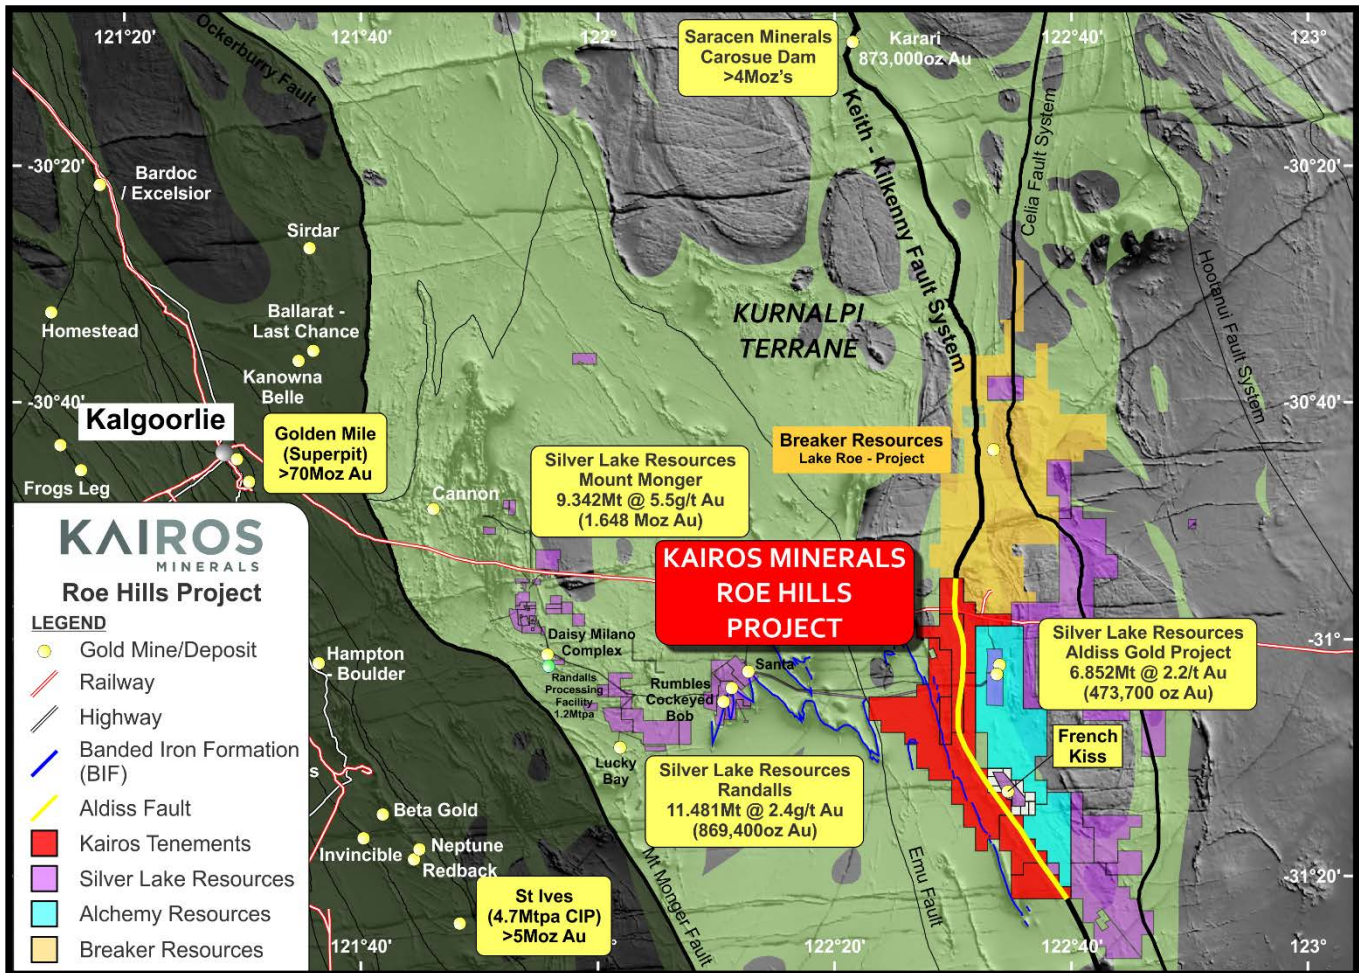 121°20'
122°
122°40'
123°
Ockerburry Fault
Saracen Minerals
Carosue Dam
>4Moz's
Karari
873,000oz Au
Keith - Kilkenny Fault System
Celia Fault System
Hootanui Fault System
-30°20'
-30°20'
Bardoc
/ Excelsior
Sirdar
Homestead
Ballarat -
Last Chance
Kanowna
Belle
KURNALPI
TERRANE
-30°40'
-30°40'
Kalgoorlie
Golden Mile
(Superpit)
>70Moz Au
Frogs Leg
Cannon
Silver Lake Resources
Mount Monger
9.342Mt @ 5.5g/t Au
(1.648 Moz Au)
Breaker Resources
Lake Roe - Project
KAIROS MINERALS
ROE HILLS
PROJECT
Daisy Milano
Complex
Randalls
Processing
Facility
1.2Mtpa
Santa
Rumbles
Cockeyed
Bob
Lucky
Bay
-31°
Silver Lake Resources
Aldiss Gold Project
6.852Mt @ 2.2/t Au
(473,700 oz Au)
French
Kiss
Silver Lake Resources
Randalls
11.481Mt @ 2.4g/t Au
(869,400oz Au)
Hampton
- Boulder
s
Beta Gold
Invincible
Neptune
Redback
St Ives
(4.7Mtpa CIP)
>5Moz Au
Mt Monger Fault
Emu Fault
-31°20'
121°40'
122°20'
122°40'
123°
KAIROS
MINERALS
Roe Hills Project
LEGEND
Gold Mine/Deposit
Railway
Highway
Banded Iron Formation
(BIF)
Aldiss Fault
Kairos Tenements
Silver Lake Resources
Alchemy Resources
Breaker Resources